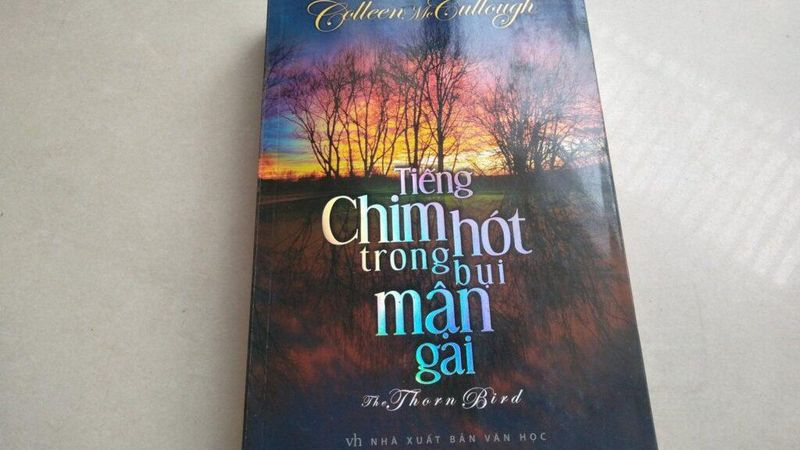 Colleen McCullough
Tiếng
Chim hót
trong bụi
mận
gai
The Thorn Bird
vh NHÀ XUẤT BẢN VĂN HỌC